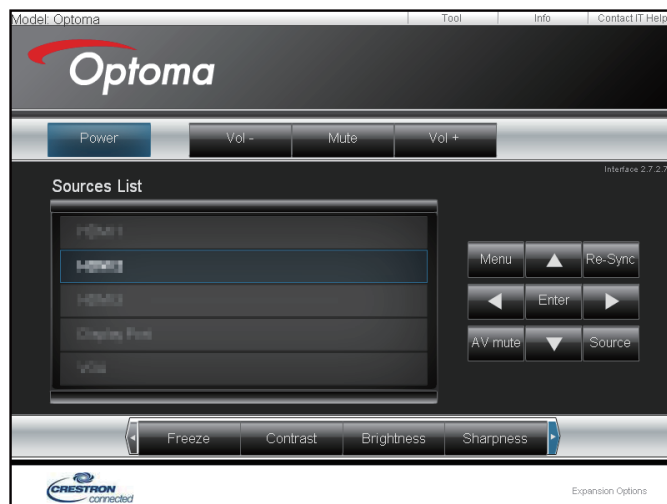 Model: Optoma Tool Info Contact IT Help
Optoma
Power Vol - Mute Vol +
Interface 2.7.2.7
Sources List
Menu Re-Sync
Enter
AV mute Source
Freeze Contrast Brightness Sharpness
CRESTRON connected Expansion Options